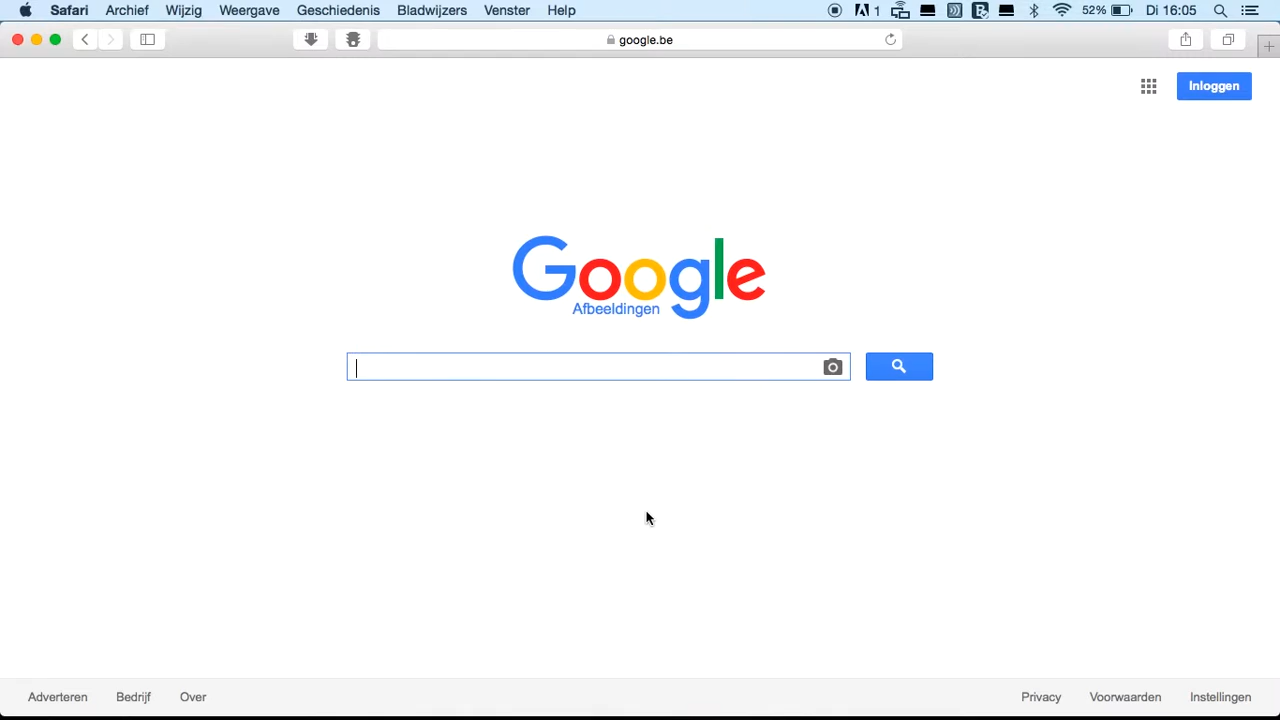 Safari Archief Wijzig Weergave Geschiedenis Bladwijzers Venster Help 1 52% Di 16:05
google.be
Inloggen
Google
Afbeeldingen
Adverteren Bedrijf Over Privacy Voorwaarden Instellingen